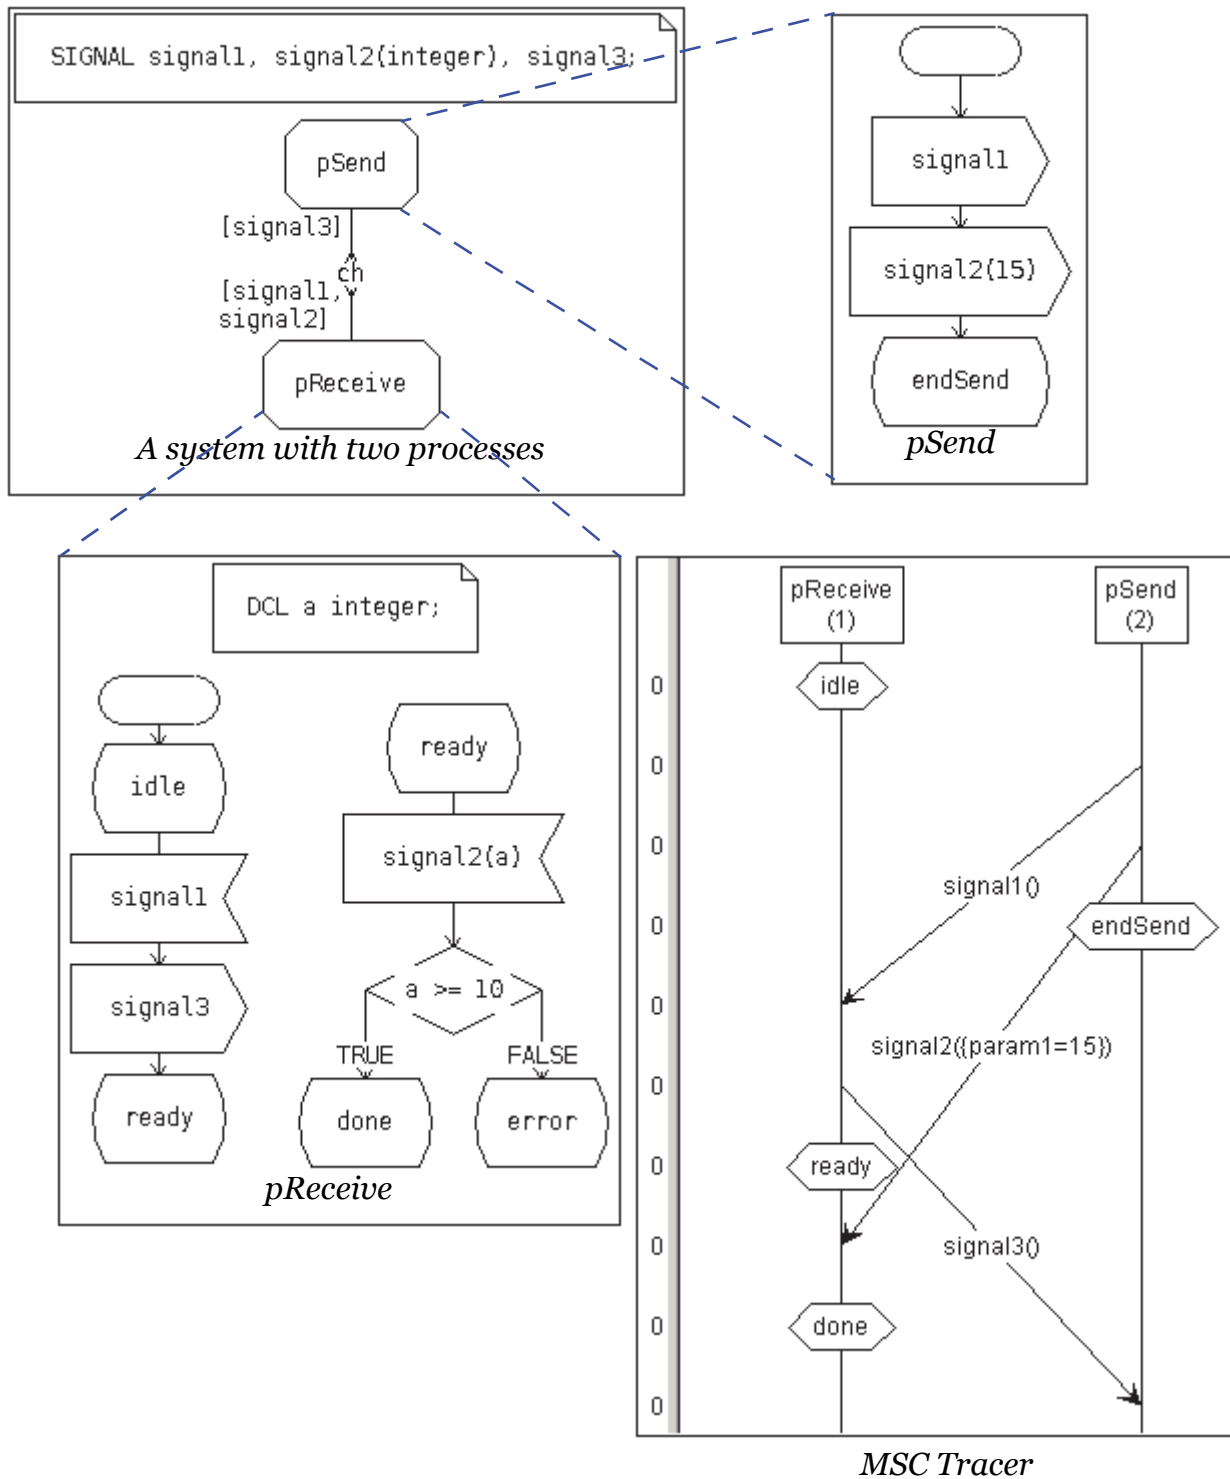 SIGNAL signal1, signal2(integer), signal3;
pSend
[signal3]
ch
[signal1,
signal2]
pReceive
A system with two processes
signal1
signal2(15)
endSend
pSend
DCL a integer;
idle
signal1
signal3
ready
ready
signal2(a)
a >= 10
TRUE
FALSE
done
error
pReceive
pReceive
(1)
pSend
(2)
0
idle
0
0
signal1()
0
endSend
0
signal2({param1=15})
0
0
ready
0
signal3()
0
done
0
MSC Tracer